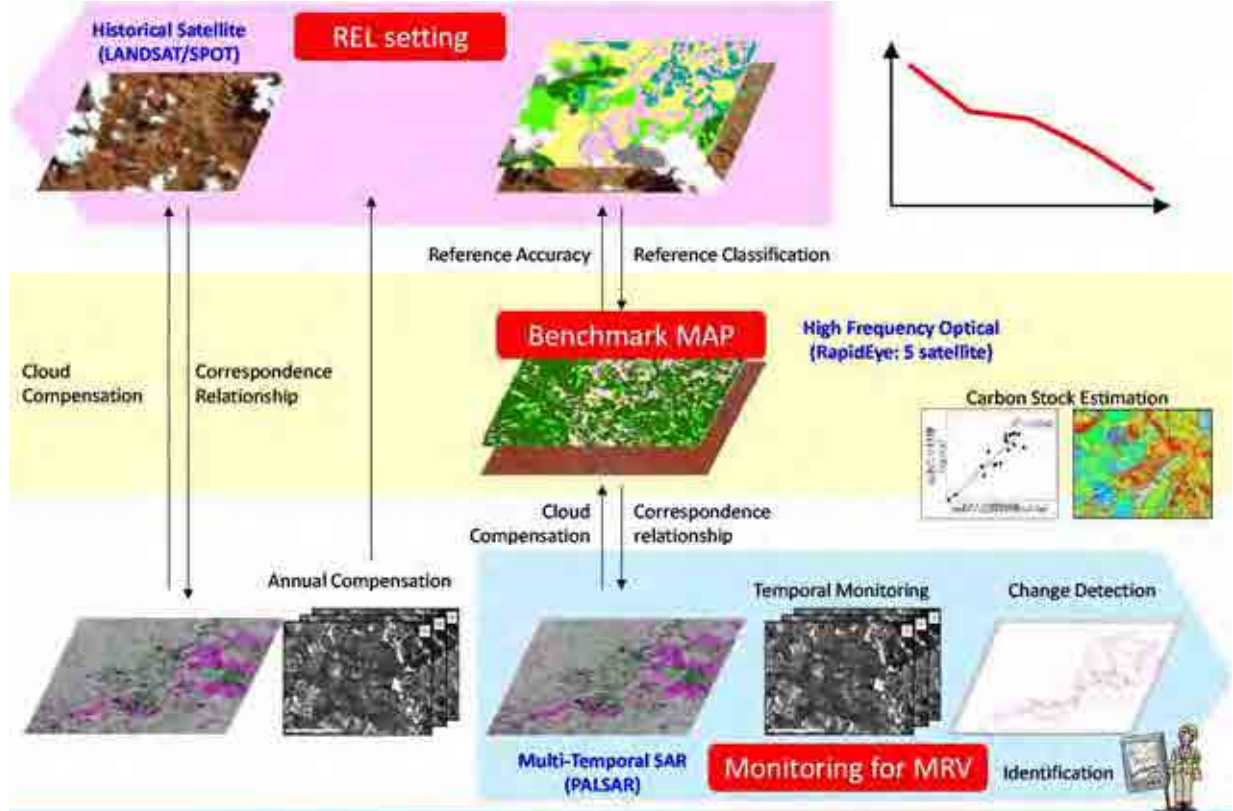 Historical Satellite
(LANDSAT/SPOT)
REL setting
Reference Accuracy
Reference Classification
Benchmark MAP
High Frequency Optical
(RapidEye: 5 satellite)
Cloud
Compensation
Correspondence
Relationship
Carbon Stock Estimation
Cloud
Compensation
Correspondence
relationship
Annual Compensation
Temporal Monitoring
Change Detection
Multi-Temporal SAR
(PALSAR)
Monitoring for MRV
Identification